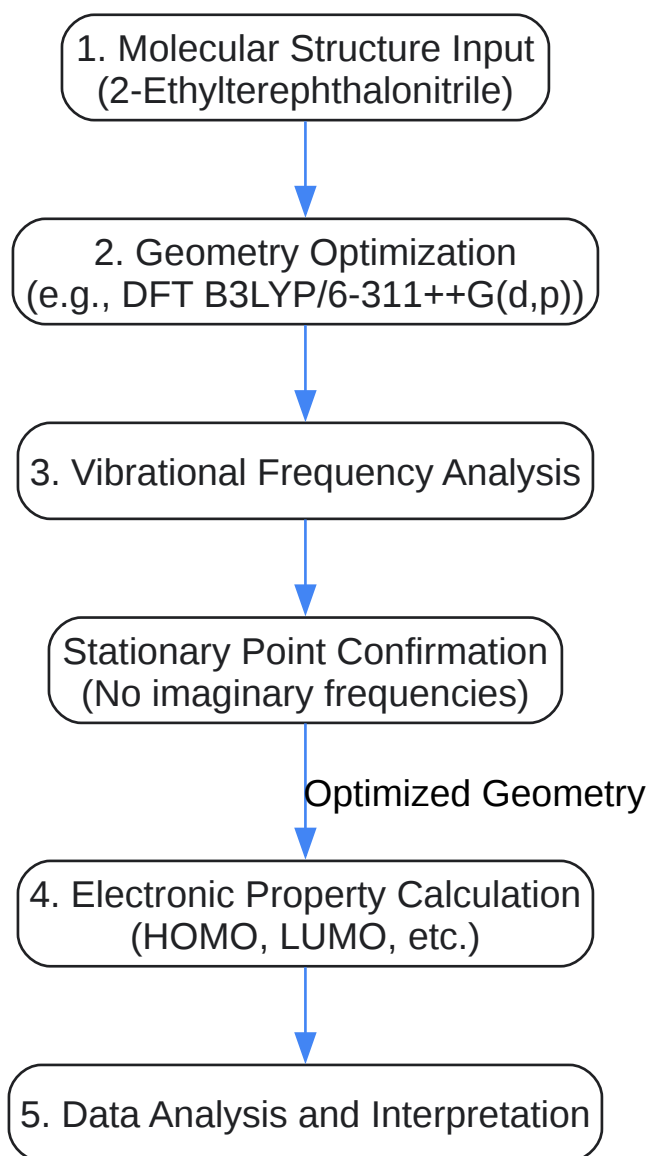 1. Molecular Structure Input
(2-Ethylterephthalonitrile)
2. Geometry Optimization
(e.g., DFT B3LYP/6-311++G(d,p))
3. Vibrational Frequency Analysis
Stationary Point Confirmation
(No imaginary frequencies)
Optimized Geometry
4. Electronic Property Calculation
(HOMO, LUMO, etc.)
5. Data Analysis and Interpretation